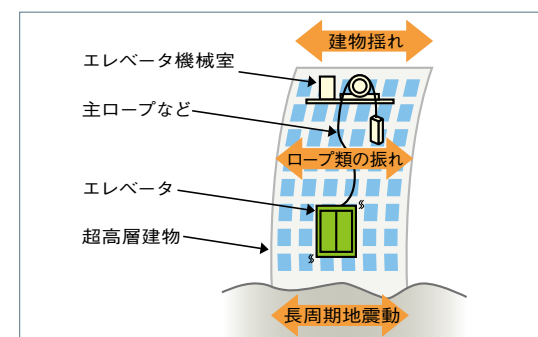 建物揺れ
エレベータ機械室
主ロープなど
ロープ類の振れ
エレベータ
超高層建物
長周期地震動